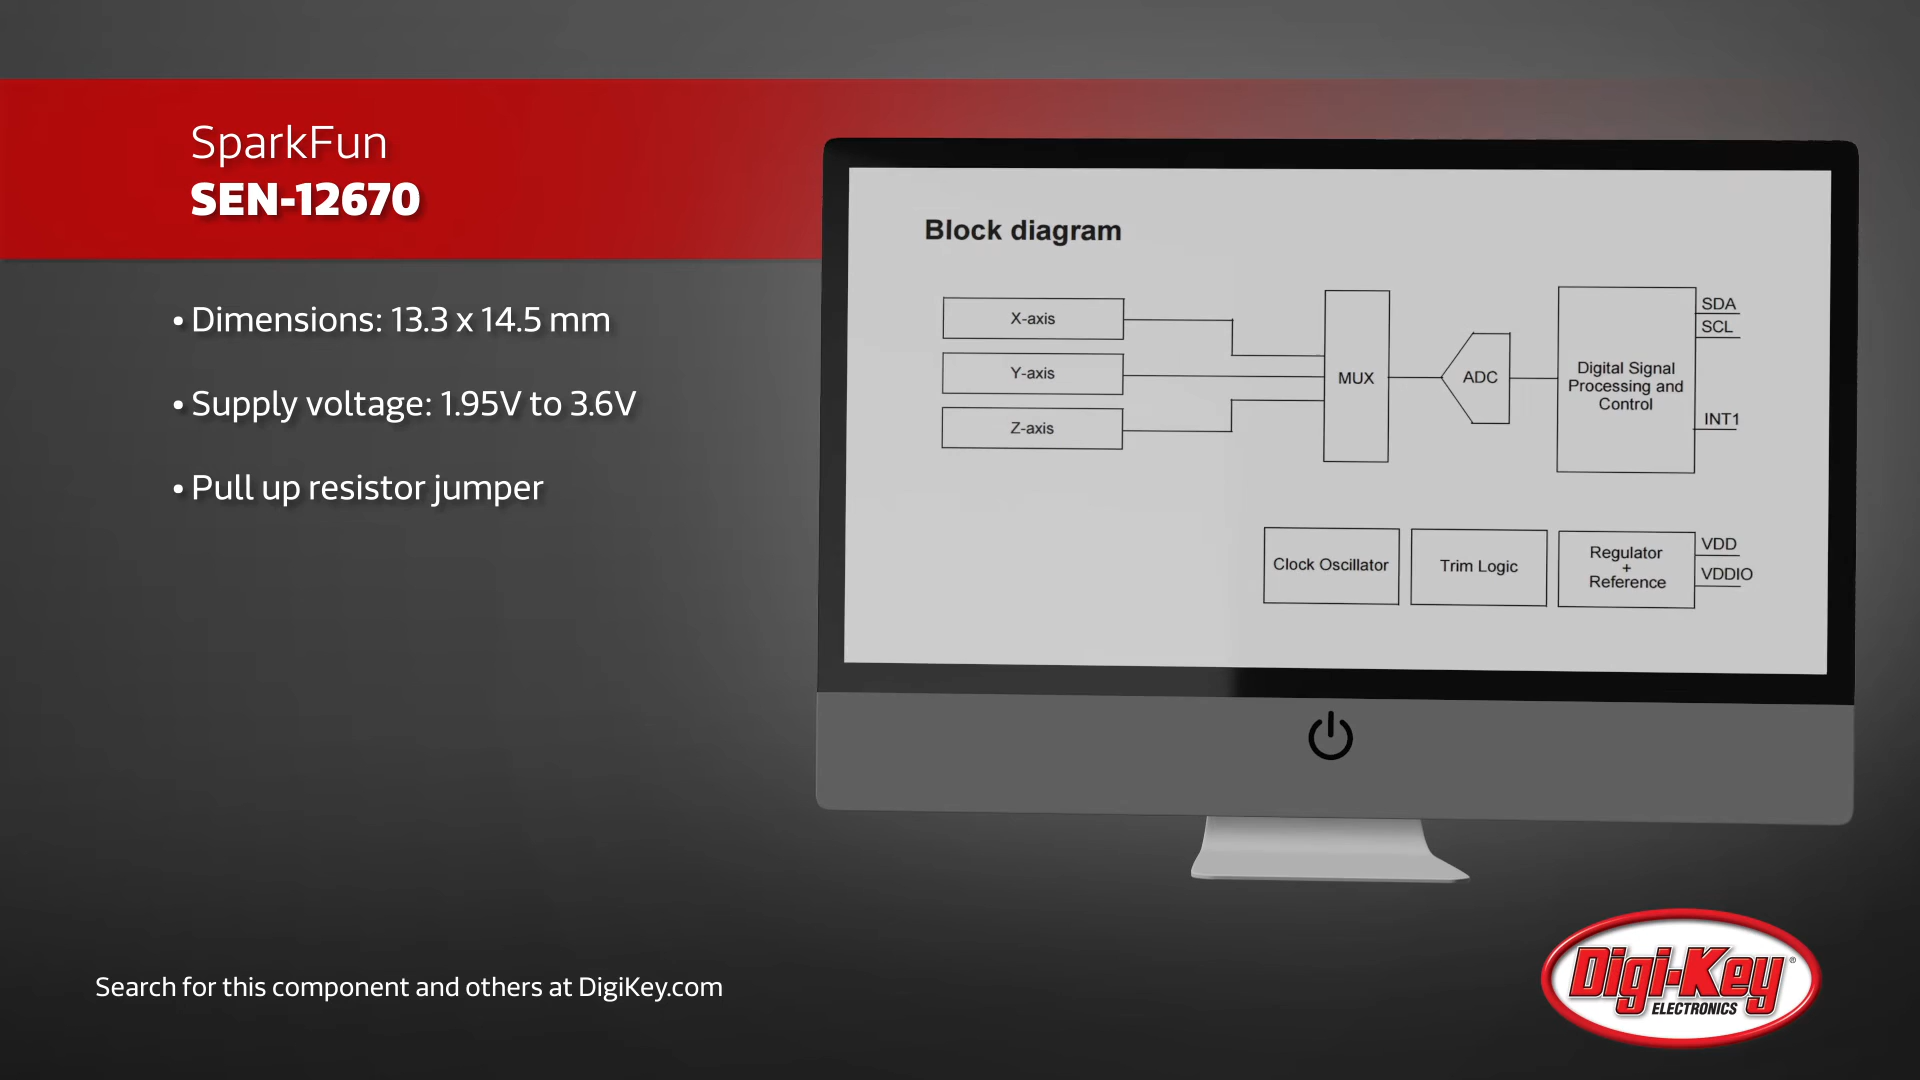 SparkFun
SEN-12670
• Dimensions: 13.3 x 14.5 mm
• Supply voltage: 1.95V to 3.6V
• Pull up resistor jumper
Block diagram
X-axis
Y-axis
Z-axis
MUX
ADC
Digital Signal
Processing and
Control
SDA
SCL
INT1
Clock Oscillator
Trim Logic
Regulator
+
Reference
VDD
VDDIO
Search for this component and others at DigiKey.com
Digi-Key®
ELECTRONICS